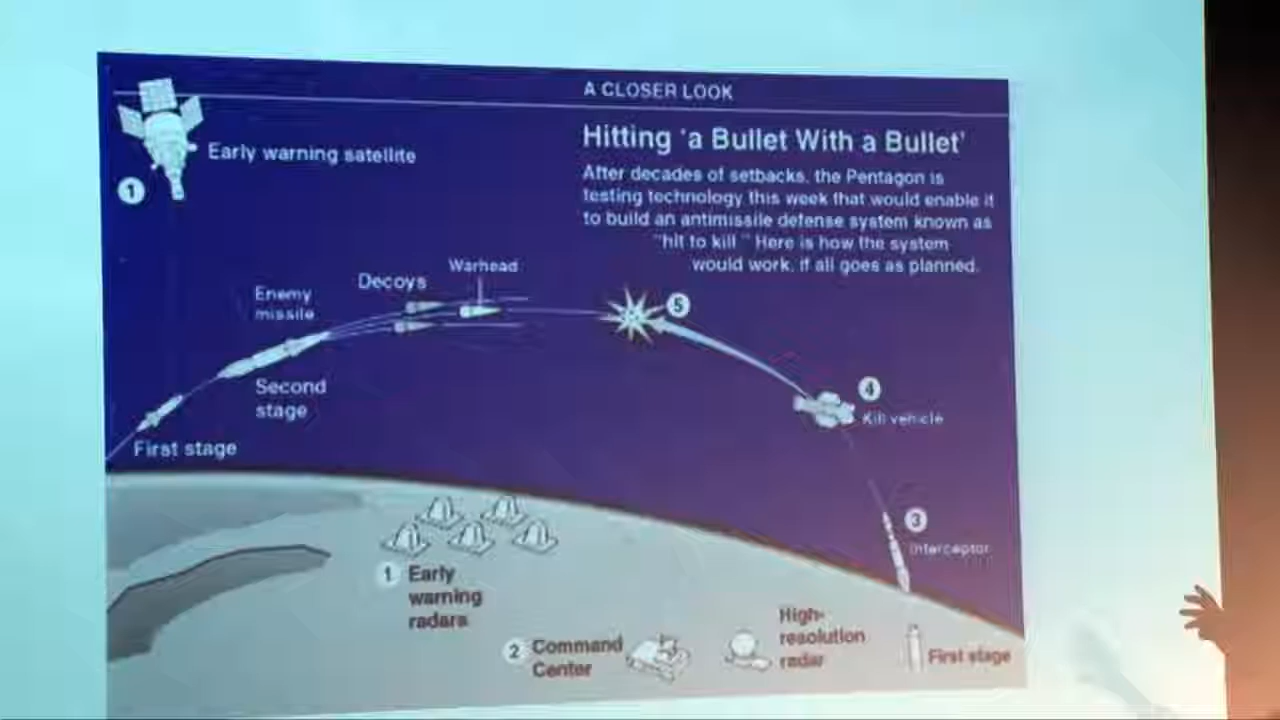 A CLOSER LOOK
Hitting 'a Bullet With a Bullet'
After decades of setbacks, the Pentagon is
testing technology this week that would enable it
to build an antimissile defense system known as
"hit to kill." Here is how the system
would work, if all goes as planned.
Early warning satellite
1
Warhead
Decoys
Enemy
missile
5
Second
stage
4
Kill vehicle
First stage
3
Interceptor
1 Early
warning
radars
2 Command
Center
High-
resolution
radar
First stage